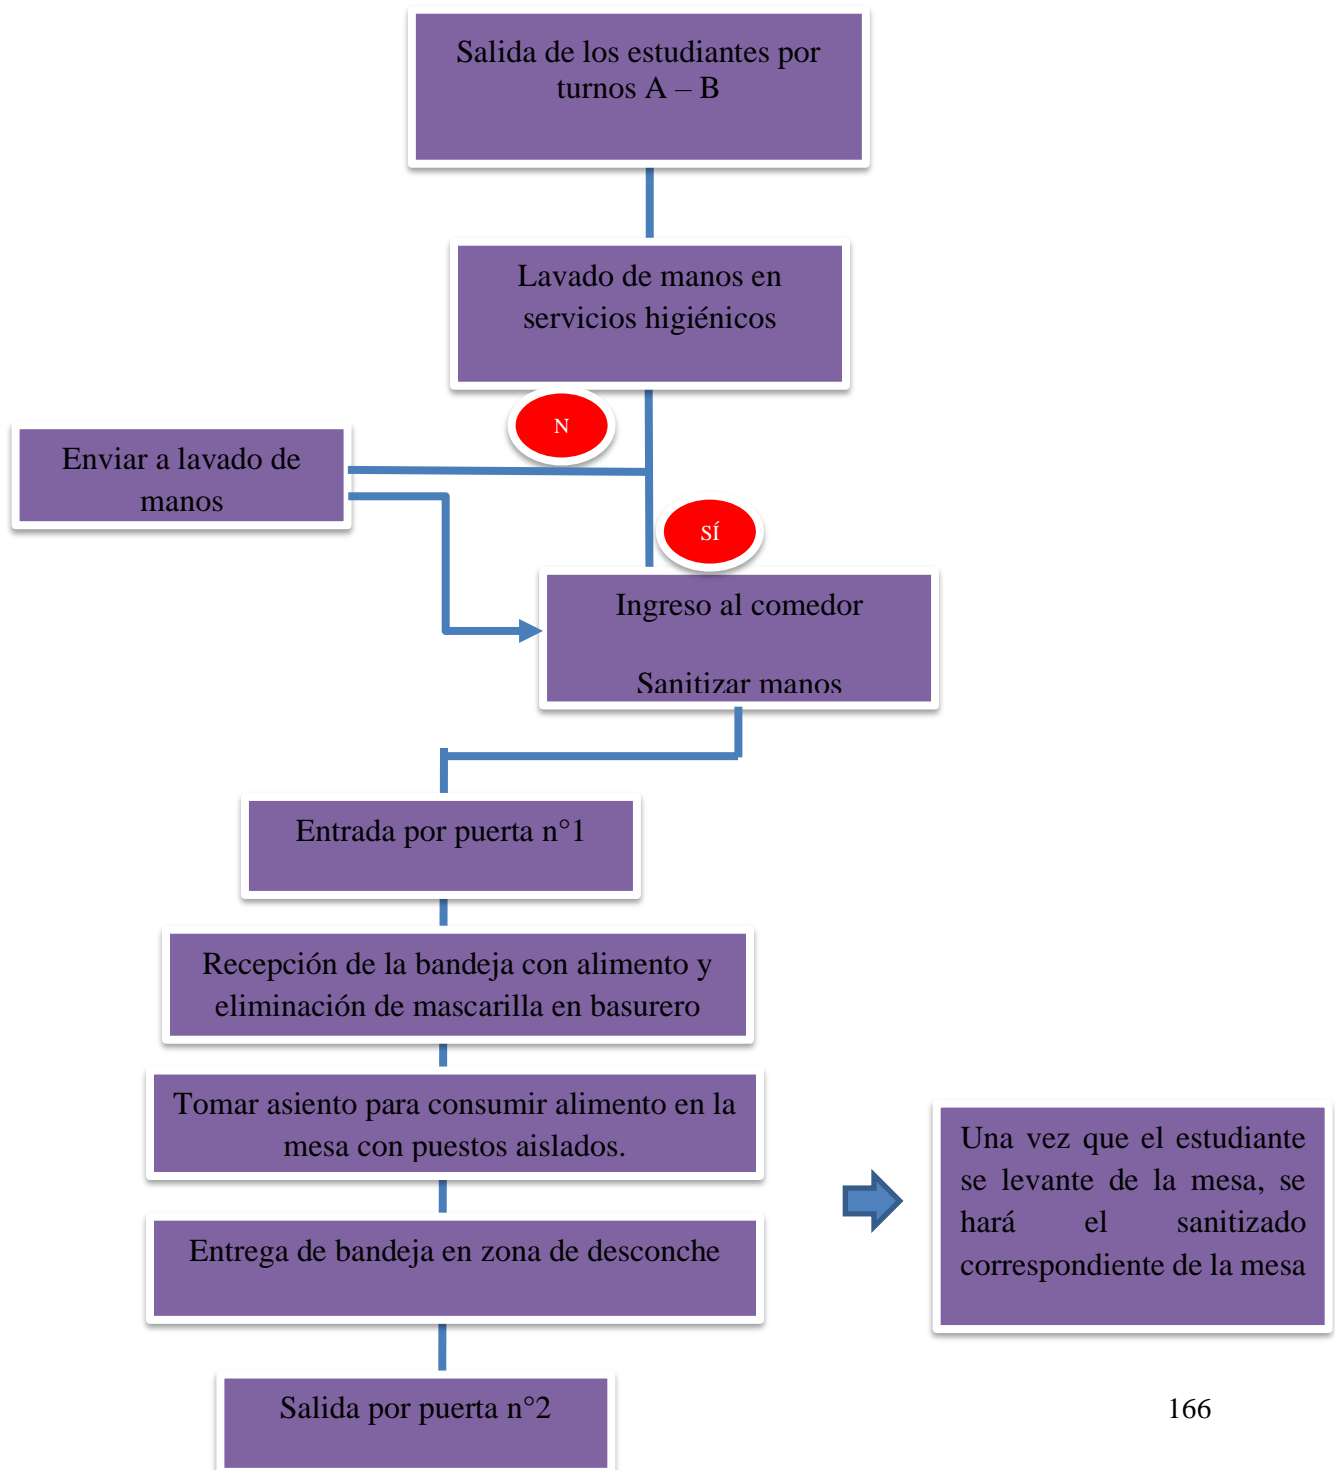 Salida de los estudiantes por
turnos A – B
Lavado de manos en
servicios higiénicos
N
Enviar a lavado de
manos
SÍ
Ingreso al comedor
Sanitizar manos
Entrada por puerta n°1
Recepción de la bandeja con alimento y
eliminación de mascarilla en basurero
Tomar asiento para consumir alimento en la
mesa con puestos aislados.
Una vez que el estudiante
se levante de la mesa, se
hará el sanitizado
correspondiente de la mesa
Entrega de bandeja en zona de desconche
Salida por puerta n°2
166